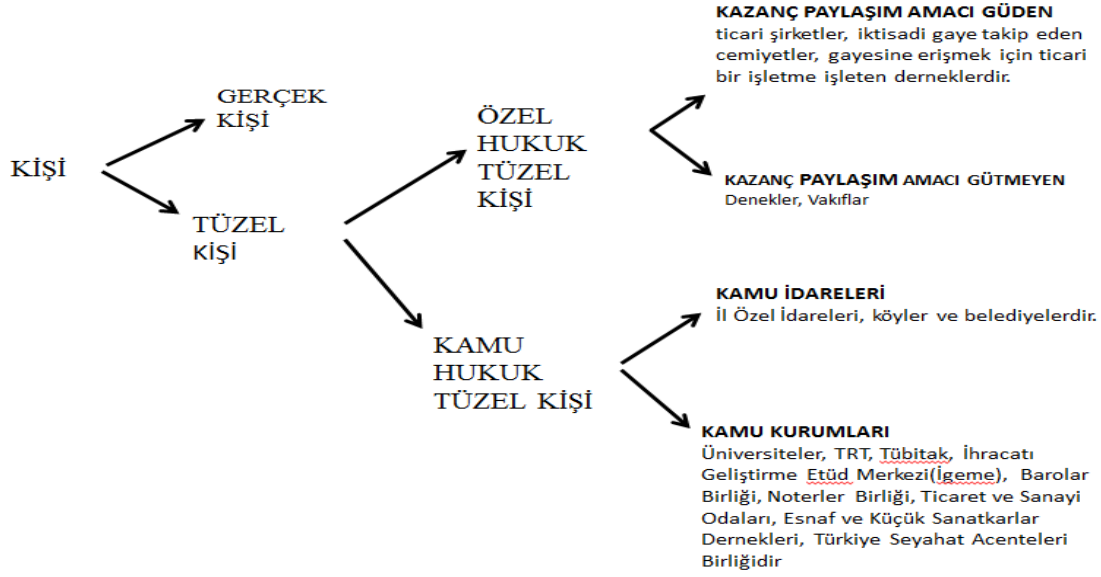 KİŞİ
GERÇEK
KİŞİ
TÜZEL
KİŞİ
ÖZEL
HUKUK
TÜZEL
KİŞİ
KAMU
HUKUK
TÜZEL KİŞİ
KAZANÇ PAYLAŞIM AMACI GÜDEN
ticari şirketler, iktisadi gaye takip eden
cemiyetler, gayesine erişmek için ticari
bir işletme işleten derneklerdir.
KAZANÇ PAYLAŞIM AMACI GÜTMEYEN
Denekler, Vakıflar
KAMU İDARELERİ
İl Özel İdareleri, köyler ve belediyelerdir.
KAMU KURUMLARI
Üniversiteler, TRT, Tübitak, İhracatı
Geliştirme Etüd Merkezi(İgeme), Barolar
Birliği, Noterler Birliği, Ticaret ve Sanayi
Odaları, Esnaf ve Küçük Sanatkarlar
Dernekleri, Türkiye Seyahat Acenteleri
Birliğidir